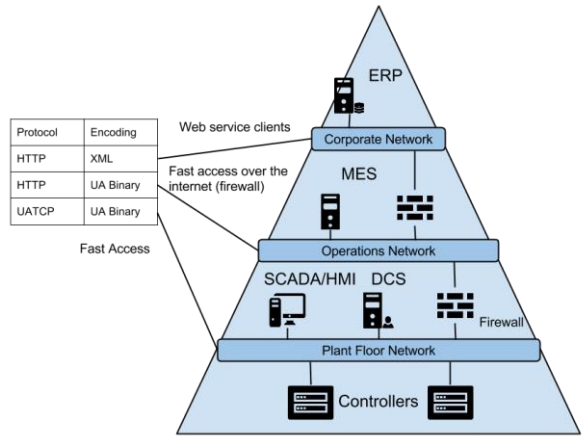 ERP
Protocol Encoding
HTTP XML
HTTP UA Binary
UATCP UA Binary
Web service clients
Corporate Network
Fast access over the
internet (firewall)
MES
Fast Access
Operations Network
SCADA/HMI DCS
Firewall
Plant Floor Network
Controllers